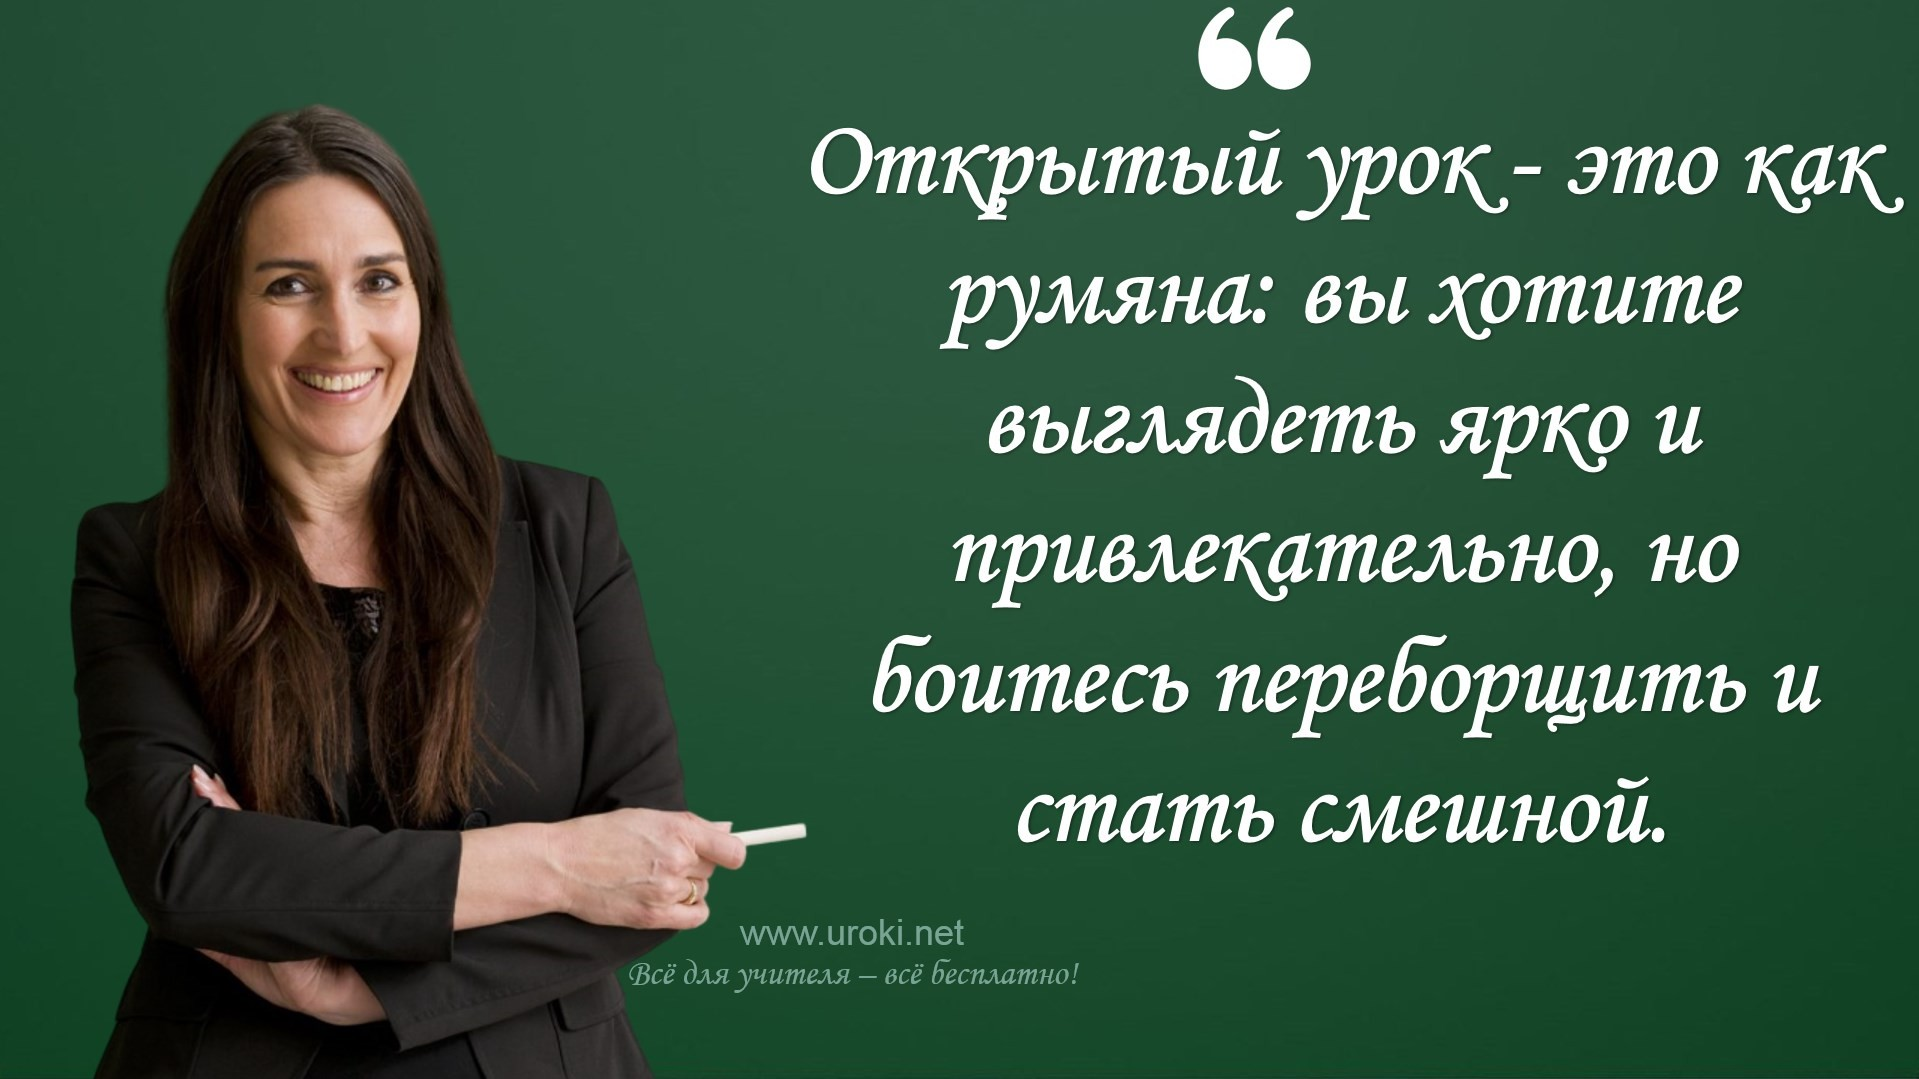 Открытый урок - это как
румяна: вы хотите
выглядеть ярко и
привлекательно, но
боитесь переборщить и
стать смешной.
www.uroki.net
Всё для учителя – всё бесплатно!